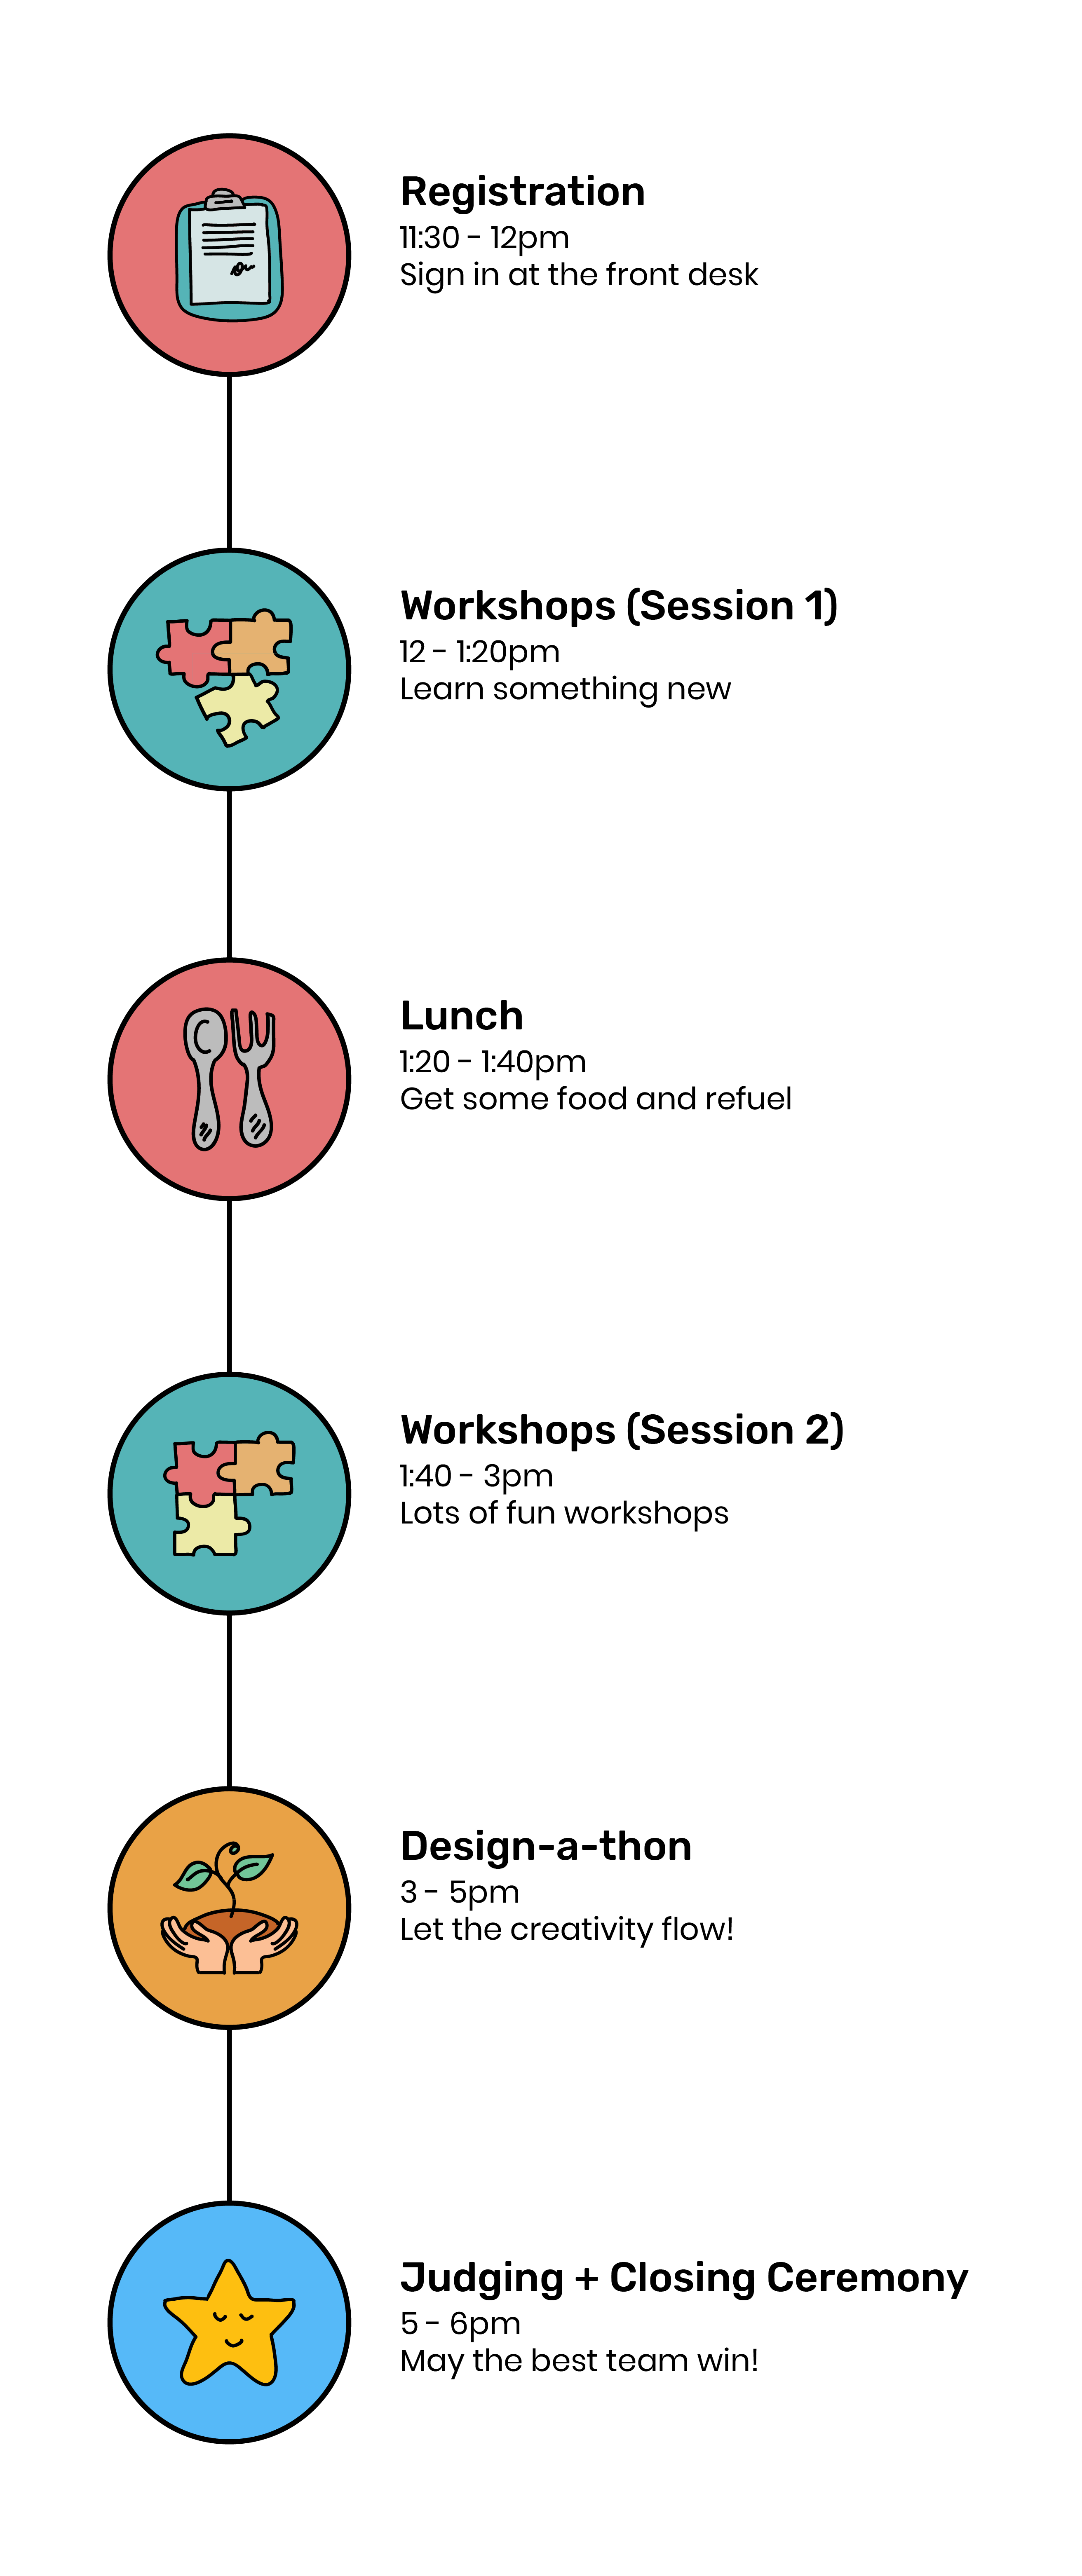 Registration
11:30 - 12pm
Sign in at the front desk
Workshops (Session 1)
12 - 1:20pm
Learn something new
Lunch
1:20 - 1:40pm
Get some food and refuel
Workshops (Session 2)
1:40 - 3pm
Lots of fun workshops
Design-a-thon
3 - 5pm
Let the creativity flow!
Judging + Closing Ceremony
5 - 6pm
May the best team win!